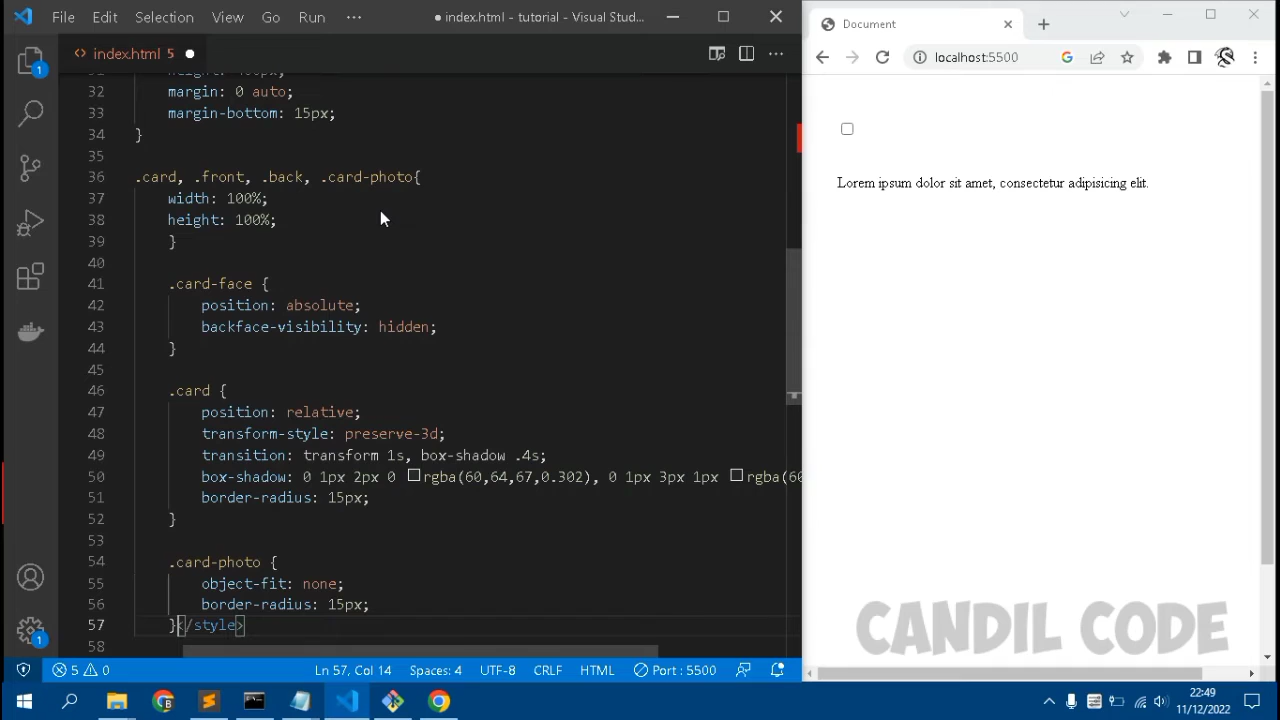 File Edit Selection View Go Run ··· ● index.html - tutorial - Visual Stud...
<> index.html 5 ●
32 margin: 0 auto;
33 margin-bottom: 15px;
34 }
35
36 .card, .front, .back, .card-photo{
37 width: 100%;
38 height: 100%;
39 }
40
41 .card-face {
42 position: absolute;
43 backface-visibility: hidden;
44 }
45
46 .card {
47 position: relative;
48 transform-style: preserve-3d;
49 transition: transform 1s, box-shadow .4s;
50 box-shadow: 0 1px 2px 0 rgba(60,64,67,0.302), 0 1px 3px 1px rgba(60
51 border-radius: 15px;
52 }
53
54 .card-photo {
55 object-fit: none;
56 border-radius: 15px;
57 }</style>
58
1
1
5 0 Ln 57, Col 14 Spaces: 4 UTF-8 CRLF HTML Port : 5500
Document
localhost:5500
Lorem ipsum dolor sit amet, consectetur adipisicing elit.
CANDIL CODE
22:49
11/12/2022